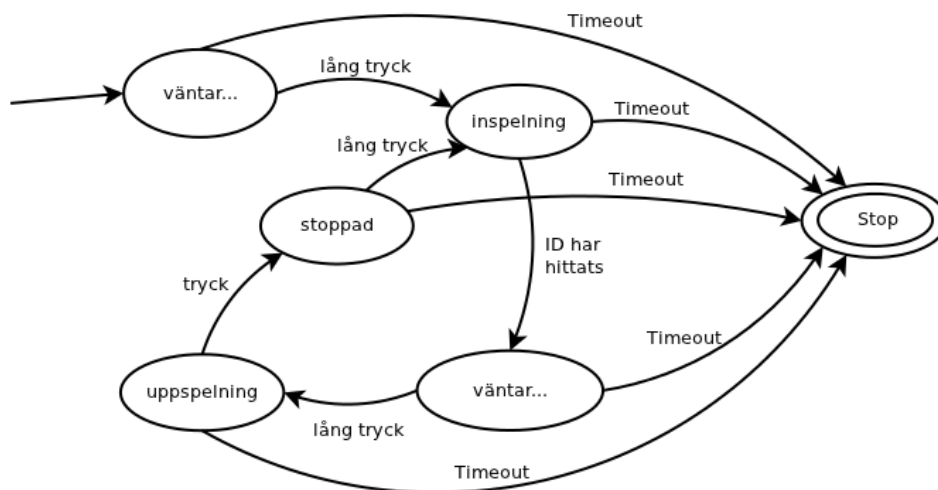 Timeout
väntar...
lång tryck
inspelning
Timeout
lång tryck
Timeout
stoppad
Stop
ID har
hittats
tryck
Timeout
uppspelning
väntar...
lång tryck
Timeout